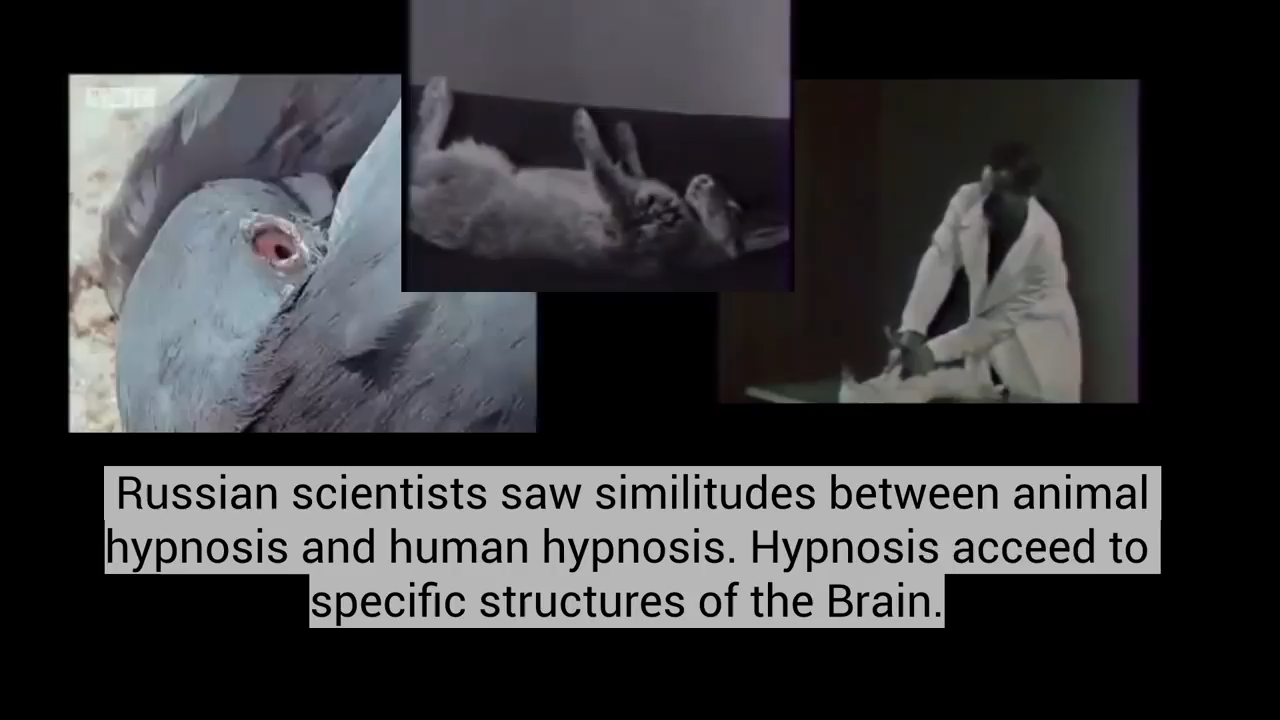 Russian scientists saw similitudes between animal
hypnosis and human hypnosis. Hypnosis acceed to
specific structures of the Brain.